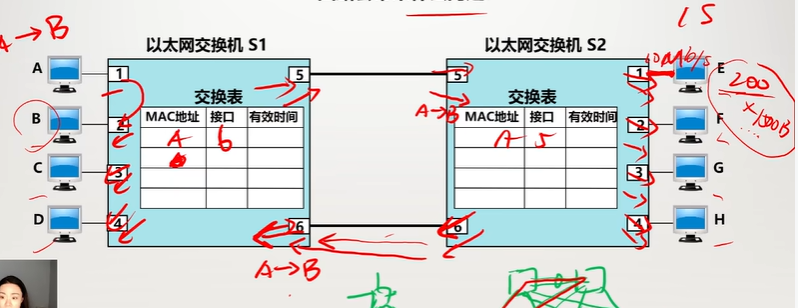 A→B
1S
以太网交换机 S1
以太网交换机 S2
10Mb/s
A
1
5
5
1
E
交换表
交换表
200
×1500B
A→B
B
2
MAC地址 接口 有效时间
MAC地址 接口 有效时间
2
F
A 6
A 5
C
3
3
G
D
4
6
6
4
H
A→B